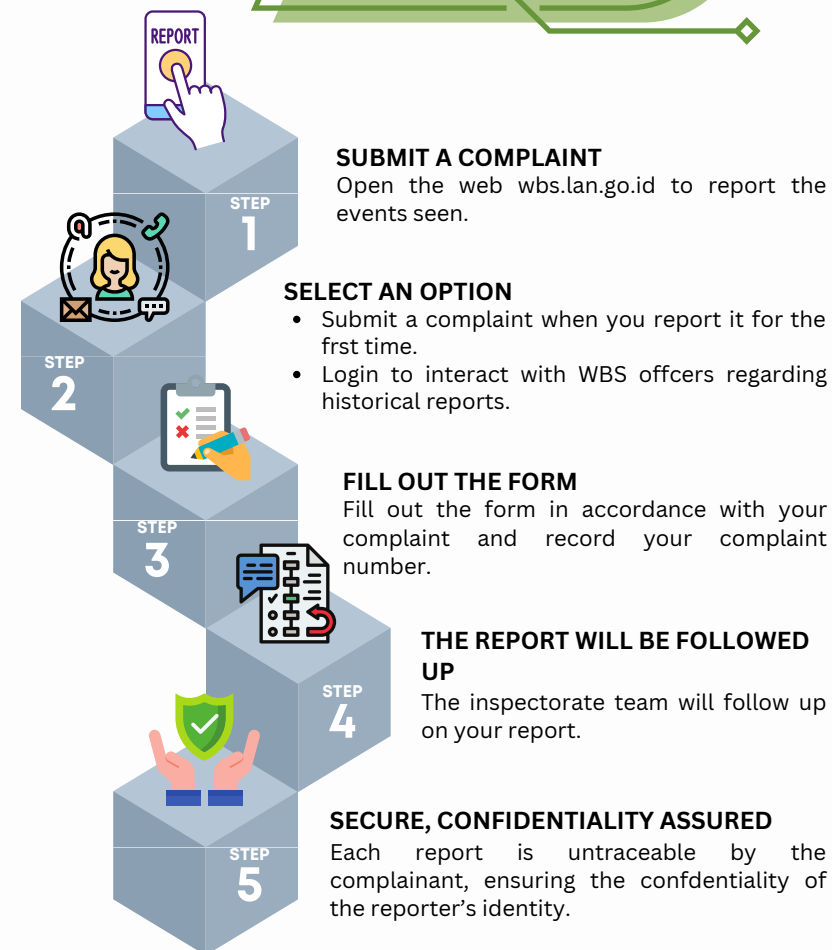 REPORT
SUBMIT A COMPLAINT
Open the web wbs.lan.go.id to report the
events seen.
STEP
1
SELECT AN OPTION
• Submit a complaint when you report it for the
frst time.
• Login to interact with WBS offcers regarding
historical reports.
STEP
2
FILL OUT THE FORM
Fill out the form in accordance with your
complaint and record your complaint
number.
STEP
3
THE REPORT WILL BE FOLLOWED
UP
The inspectorate team will follow up
on your report.
STEP
4
SECURE, CONFIDENTIALITY ASSURED
Each report is untraceable by the
complainant, ensuring the confdentiality of
the reporter’s identity.
STEP
5